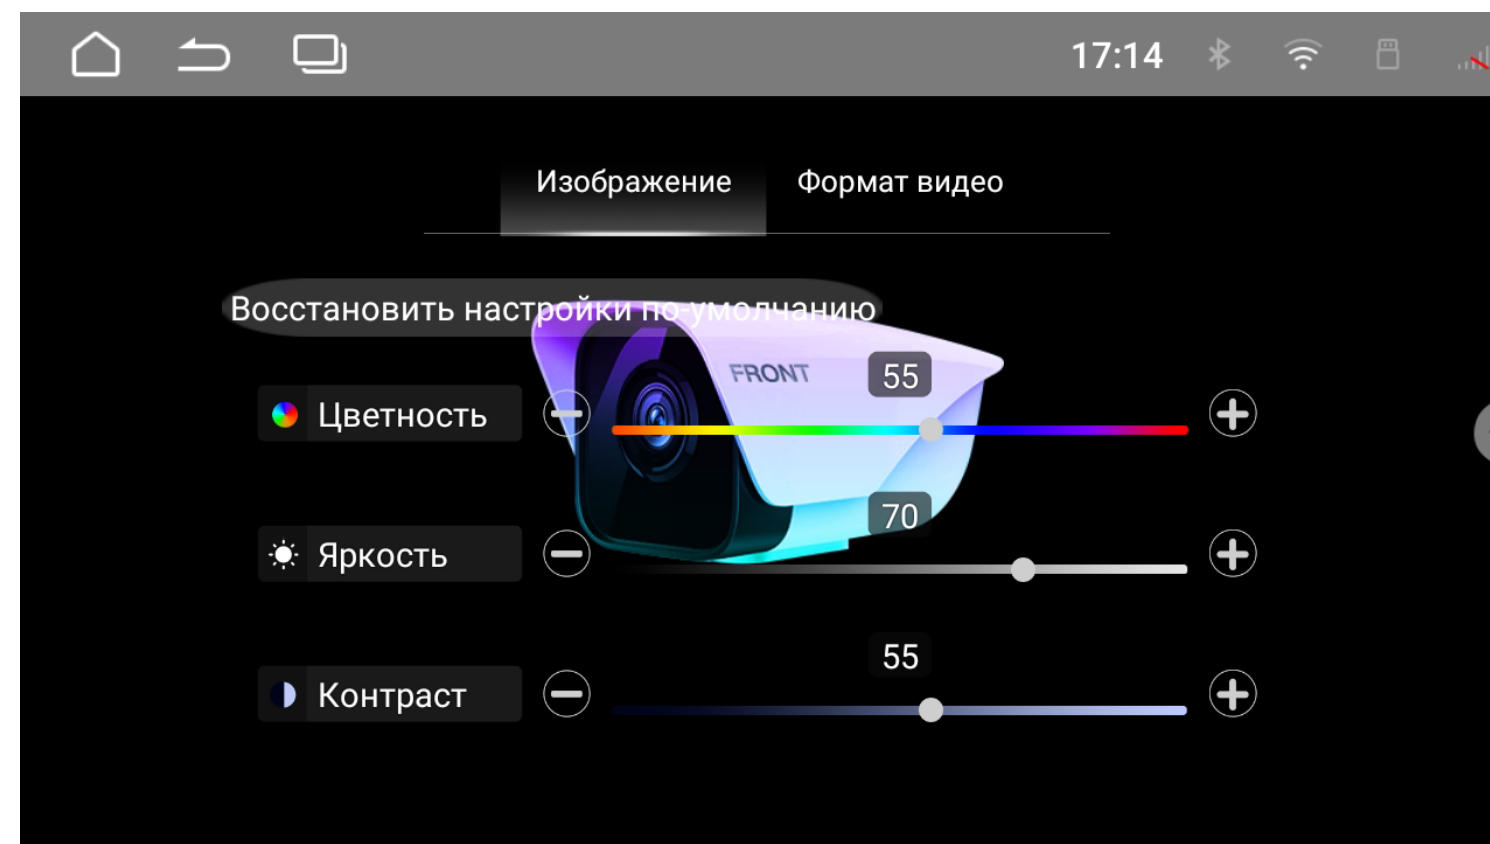 17:14
Изображение Формат видео
Восстановить настройки по-умолчанию
FRONT
55
Цветность
70
Яркость
55
Контраст